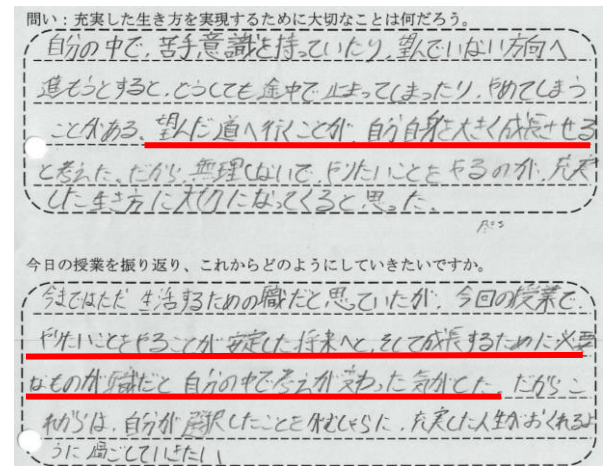 問い：充実した生き方を実現するために大切なことは何だろう。
自分の中で、苦手意識を持っていたり、望んでいない方向へ
進もうとすると、どうしても途中で止まってしまったり、やめてしまう
ことがある、望んだ道へ行くことが、自分自身を大きく成長させる
と考えた。だから、無理しないで、やりたいことをやるのが、充実
した生き方に大切になってくると思った。
今日の授業を振り返り、これからどのようにしていきたいですか。
今まではただ生活するための職だと思っていたが、今回の授業で、
やりたいことをやることが安定した将来へと、そして成長するために必要
なものが職だと自分の中で考えが変わった気がした。だからこ
れからは、自分が選択したことをがむしゃらに、充実した人生がおくれるよ
うに過ごしていきたい